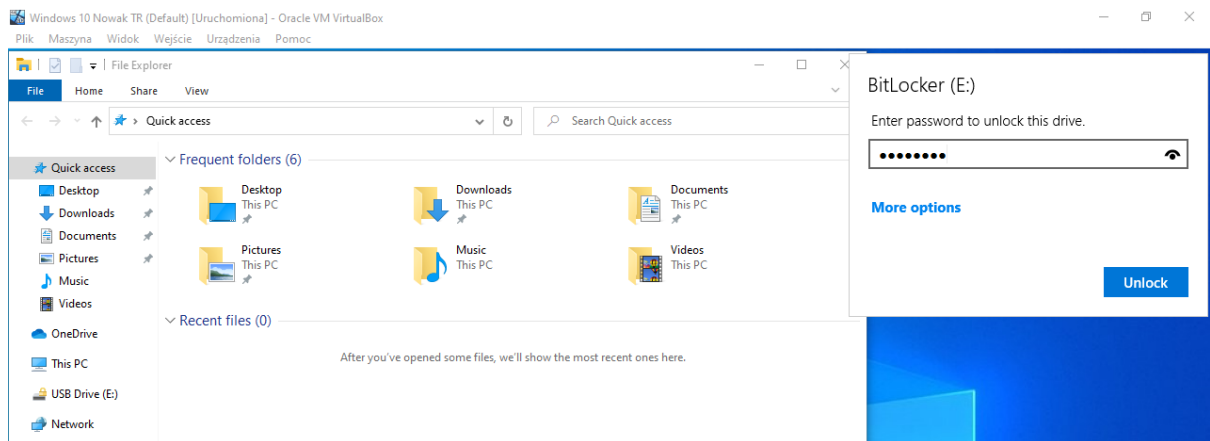 Windows 10 Nowak TR (Default) [Uruchomiona] - Oracle VM VirtualBox
Plik Maszyna Widok Wejście Urządzenia Pomoc
File Explorer
File Home Share View
Quick access
Search Quick access
Quick access
Desktop
Downloads
Documents
Pictures
Music
Videos
OneDrive
This PC
USB Drive (E:)
Network
Frequent folders (6)
Desktop
This PC
Downloads
This PC
Documents
This PC
Pictures
This PC
Music
This PC
Videos
This PC
Recent files (0)
After you've opened some files, we'll show the most recent ones here.
BitLocker (E:)
Enter password to unlock this drive.
●●●●●●●●
More options
Unlock